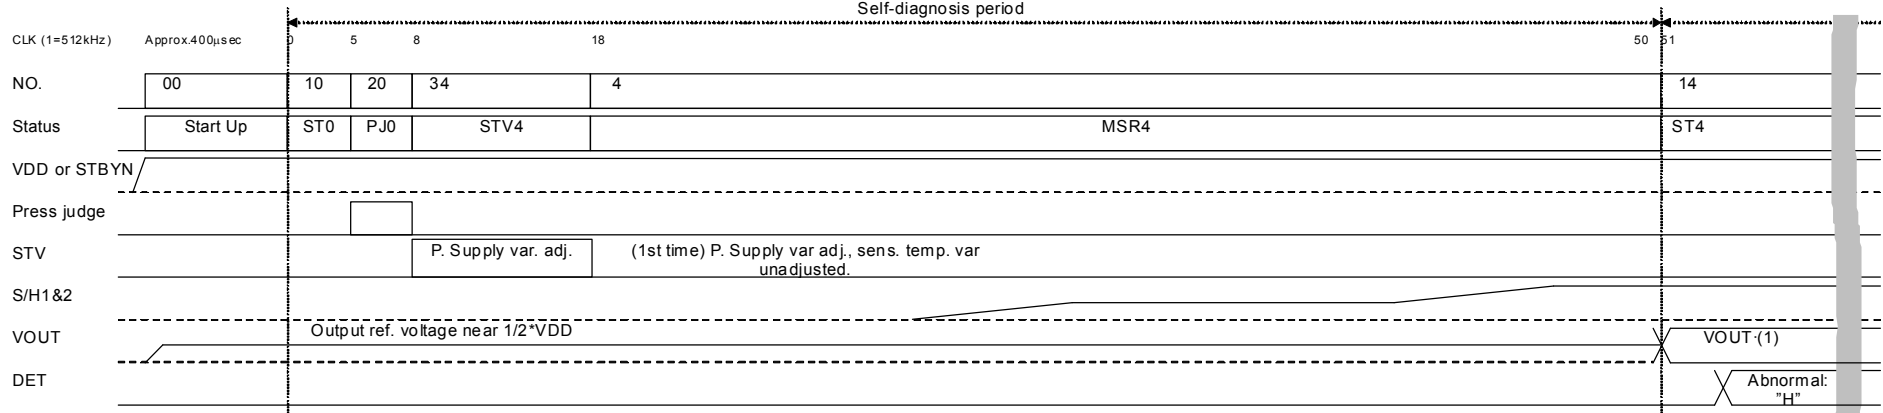 Self-diagnosis period
CLK (1=512kHz) Approx.400μsec 0 5 8 18 50 51
NO. 00 10 20 34 4 14
Status Start Up ST0 PJ0 STV4 MSR4 ST4
VDD or STBYN
Press judge
STV P. Supply var. adj. (1st time) P. Supply var adj., sens. temp. var
unadjusted.
S/H1&2
VOUT Output ref. voltage near 1/2*VDD VOUT·(1)
DET Abnormal:
"H"